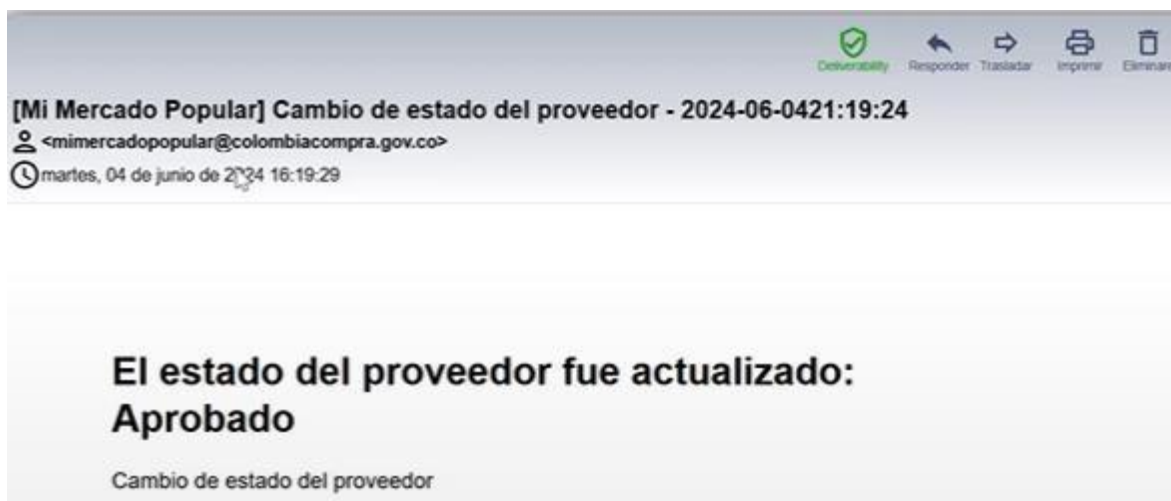 Deliverability Responder Trasladar Imprimir Eliminare
[Mi Mercado Popular] Cambio de estado del proveedor - 2024-06-0421:19:24
<mimercadopopular@colombiacompra.gov.co>
martes, 04 de junio de 2024 16:19:29
El estado del proveedor fue actualizado:
Aprobado
Cambio de estado del proveedor